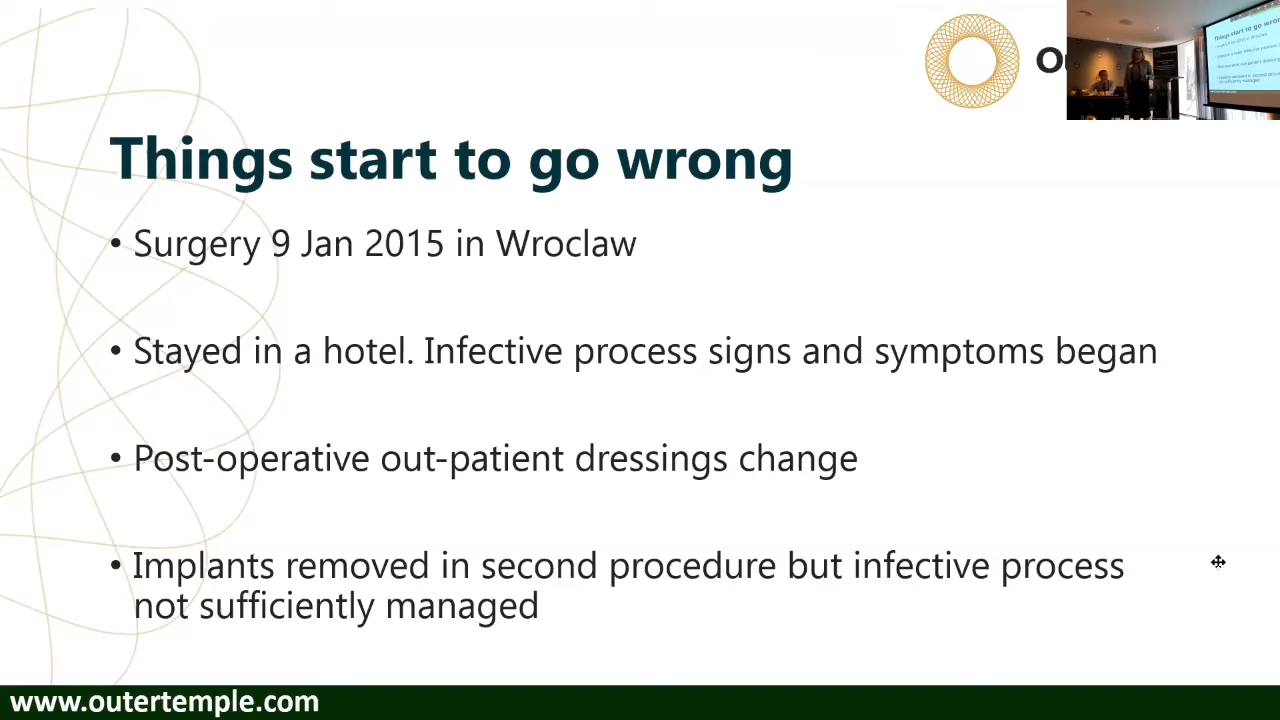 Things start to go wrong
• Surgery 9 Jan 2015 in Wroclaw
• Stayed in a hotel. Infective process signs and symptoms began
• Post-operative out-patient dressings change
• Implants removed in second procedure but infective process
not sufficiently managed
www.outertemple.com